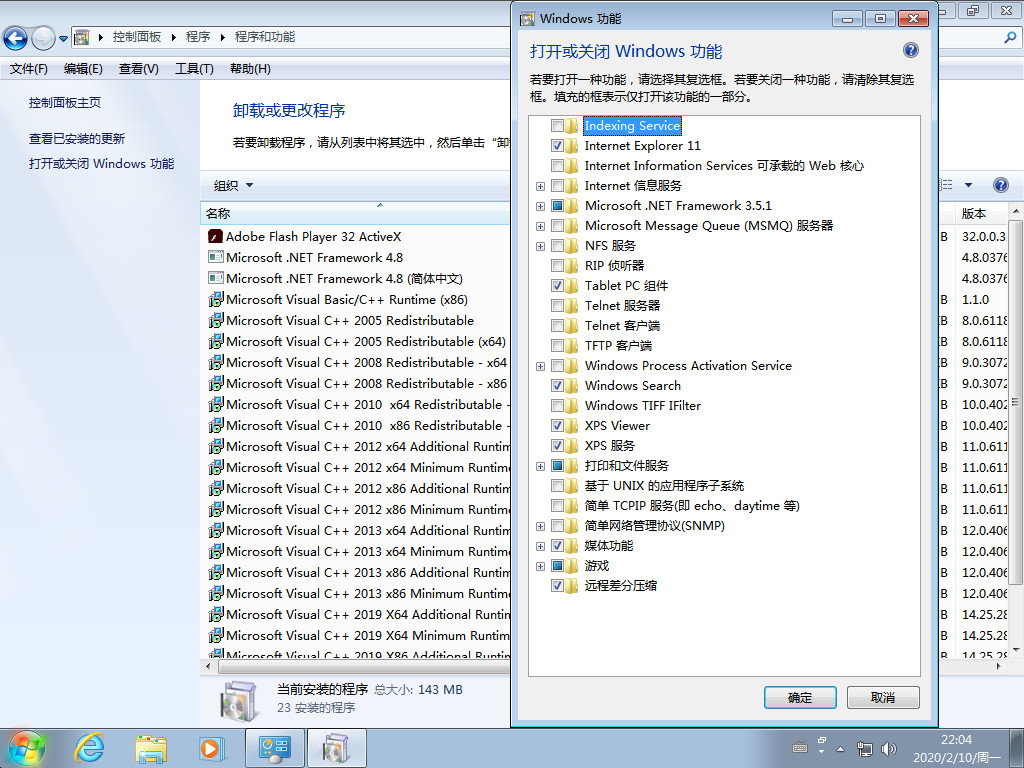 控制面板 程序 程序和功能
文件(F) 编辑(E) 查看(V) 工具(T) 帮助(H)
控制面板主页
查看已安装的更新
打开或关闭 Windows 功能
卸载或更改程序
若要卸载程序，请从列表中将其选中，然后单击“卸
组织
名称
版本
Adobe Flash Player 32 ActiveX
B 32.0.0.3
Microsoft .NET Framework 4.8
4.8.0376
Microsoft .NET Framework 4.8 (简体中文)
4.8.0376
Microsoft Visual Basic/C++ Runtime (x86)
B 1.1.0
Microsoft Visual C++ 2005 Redistributable
B 8.0.6118
Microsoft Visual C++ 2005 Redistributable (x64)
B 8.0.6118
Microsoft Visual C++ 2008 Redistributable - x64
B 9.0.3072
Microsoft Visual C++ 2008 Redistributable - x86
B 9.0.3072
Microsoft Visual C++ 2010 x64 Redistributable -
B 10.0.402
Microsoft Visual C++ 2010 x86 Redistributable -
B 10.0.402
Microsoft Visual C++ 2012 x64 Additional Runtim
B 11.0.611
Microsoft Visual C++ 2012 x64 Minimum Runtime
B 11.0.611
Microsoft Visual C++ 2012 x86 Additional Runtim
B 11.0.611
Microsoft Visual C++ 2012 x86 Minimum Runtime
B 11.0.611
Microsoft Visual C++ 2013 x64 Additional Runtim
B 12.0.406
Microsoft Visual C++ 2013 x64 Minimum Runtime
B 12.0.406
Microsoft Visual C++ 2013 x86 Additional Runtim
B 12.0.406
Microsoft Visual C++ 2013 x86 Minimum Runtime
B 12.0.406
Microsoft Visual C++ 2019 X64 Additional Runtim
B 14.25.28
Microsoft Visual C++ 2019 X64 Minimum Runtime
B 14.25.28
Microsoft Visual C++ 2019 X86 Additional Runtim
B 14.25.28
当前安装的程序 总大小: 143 MB
23 安装的程序
Windows 功能
打开或关闭 Windows 功能
若要打开一种功能，请选择其复选框。若要关闭一种功能，请清除其复选
框。填充的框表示仅打开该功能的一部分。
Indexing Service
Internet Explorer 11
Internet Information Services 可承载的 Web 核心
Internet 信息服务
Microsoft .NET Framework 3.5.1
Microsoft Message Queue (MSMQ) 服务器
NFS 服务
RIP 侦听器
Tablet PC 组件
Telnet 服务器
Telnet 客户端
TFTP 客户端
Windows Process Activation Service
Windows Search
Windows TIFF IFilter
XPS Viewer
XPS 服务
打印和文件服务
基于 UNIX 的应用程序子系统
简单 TCPIP 服务(即 echo、daytime 等)
简单网络管理协议(SNMP)
媒体功能
游戏
远程差分压缩
确定 取消
22:04
2020/2/10/周一